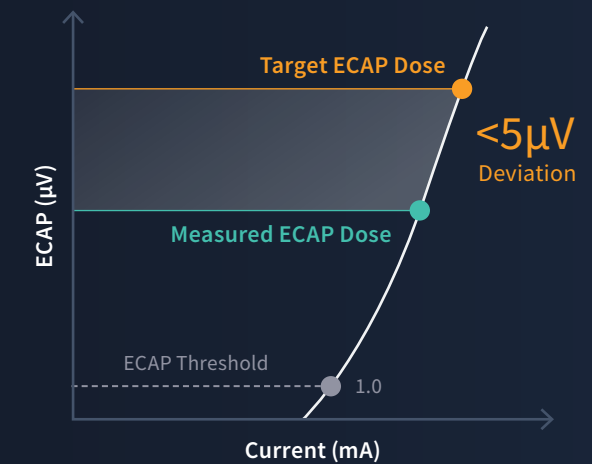 Target ECAP Dose
<5μV
Deviation
Measured ECAP Dose
ECAP (μV)
ECAP Threshold
1.0
Current (mA)